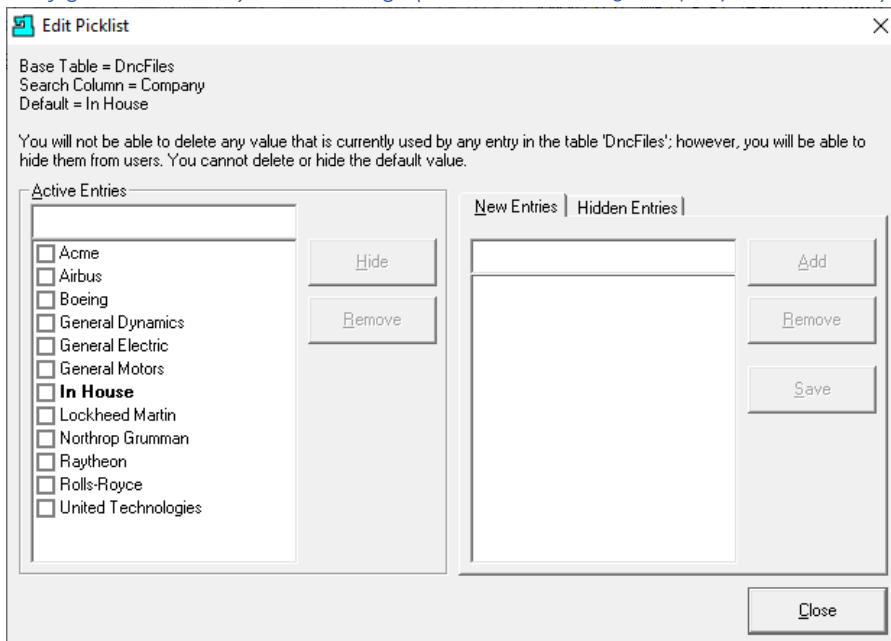 Edit Picklist
Base Table = DncFiles
Search Column = Company
Default = In House
You will not be able to delete any value that is currently used by any entry in the table 'DncFiles'; however, you will be able to
hide them from users. You cannot delete or hide the default value.
Active Entries
Acme
Airbus
Boeing
General Dynamics
General Electric
General Motors
In House
Lockheed Martin
Northrop Grumman
Raytheon
Rolls-Royce
United Technologies
Hide
Remove
New Entries
Hidden Entries
Add
Remove
Save
Close